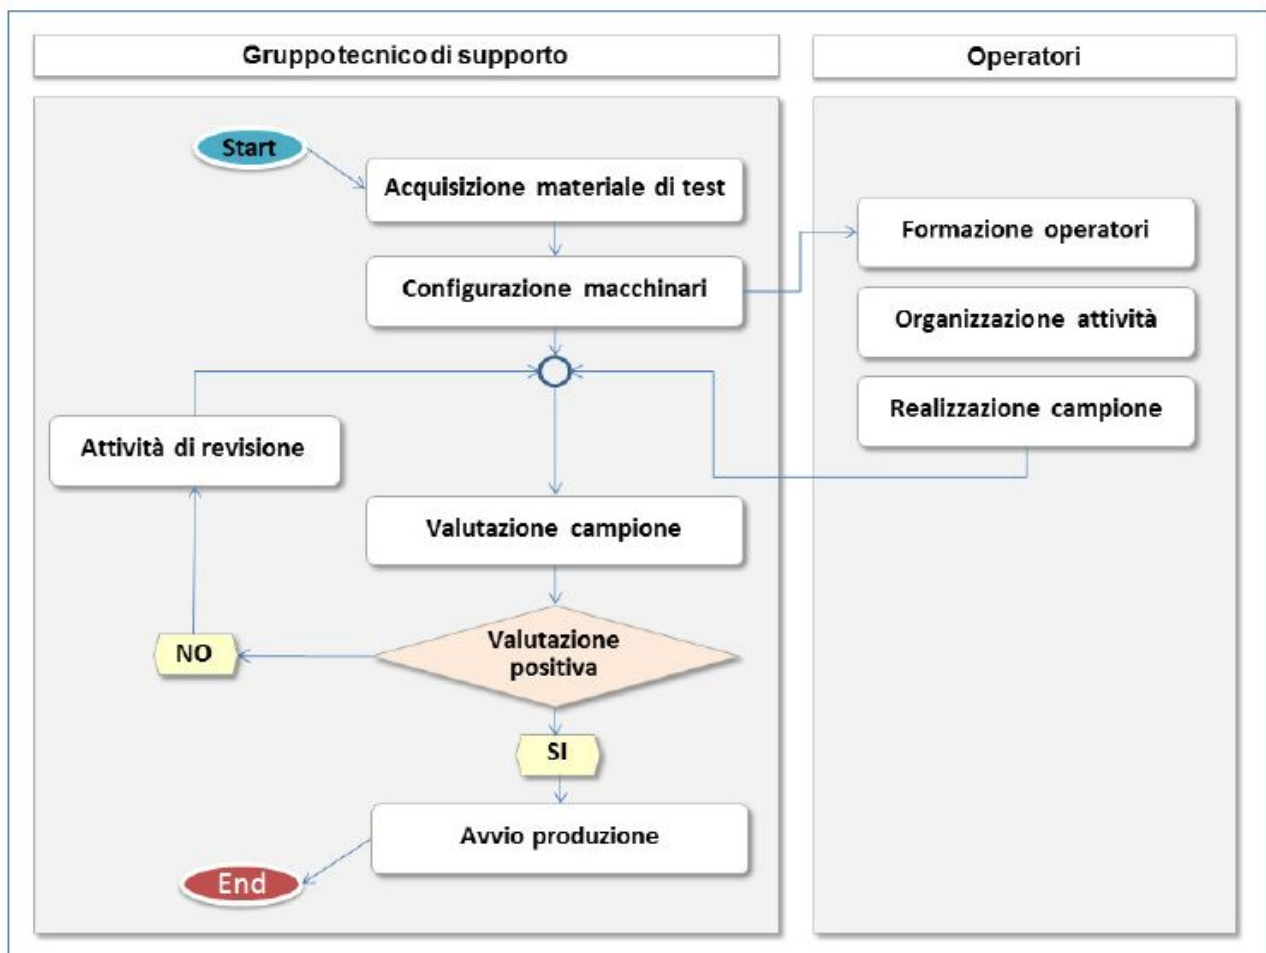 Gruppo tecnico di supporto
Operatori
Start
Acquisizione materiale di test
Configurazione macchinari
Formazione operatori
Organizzazione attività
Realizzazione campione
Attività di revisione
Valutazione campione
Valutazione
positiva
NO
SI
Avvio produzione
End